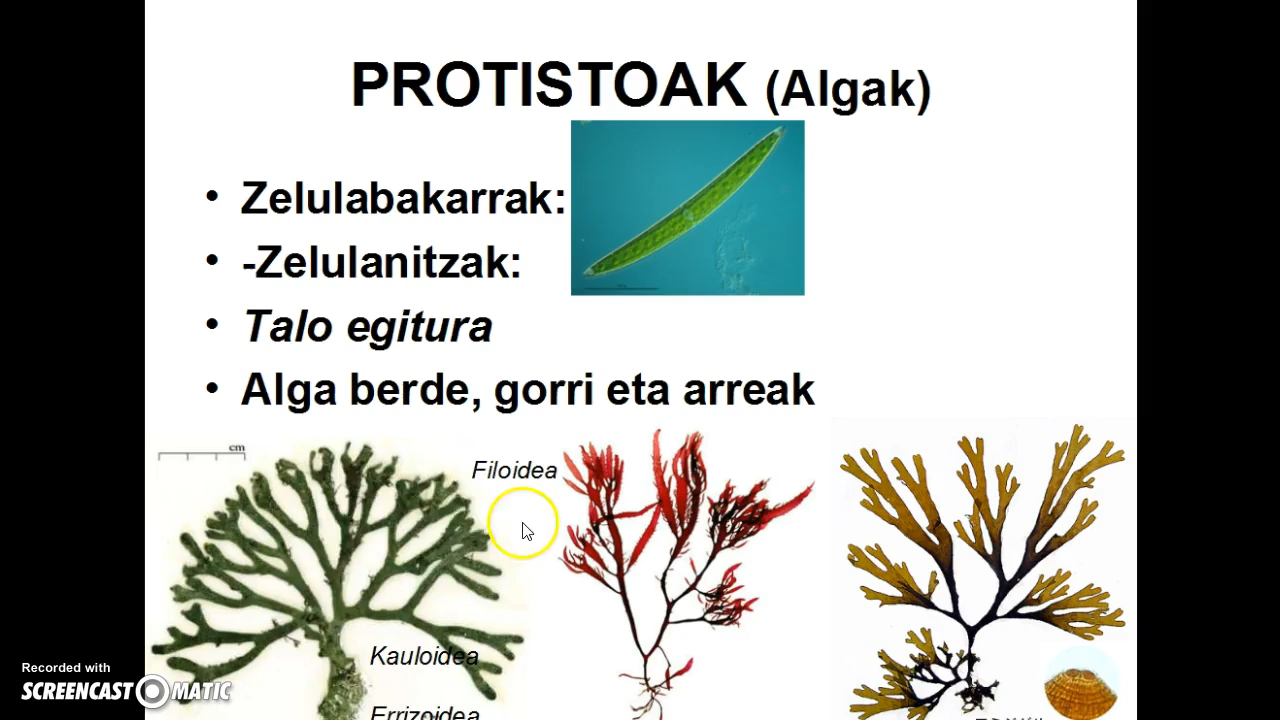 PROTISTOAK (Algak)
• Zelulabakarrak:
• -Zelulanitzak:
• Talo egitura
• Alga berde, gorri eta arreak
cm
Filoidea
Kauloidea
Errizoidea
Recorded with
SCREENCAST MATIC